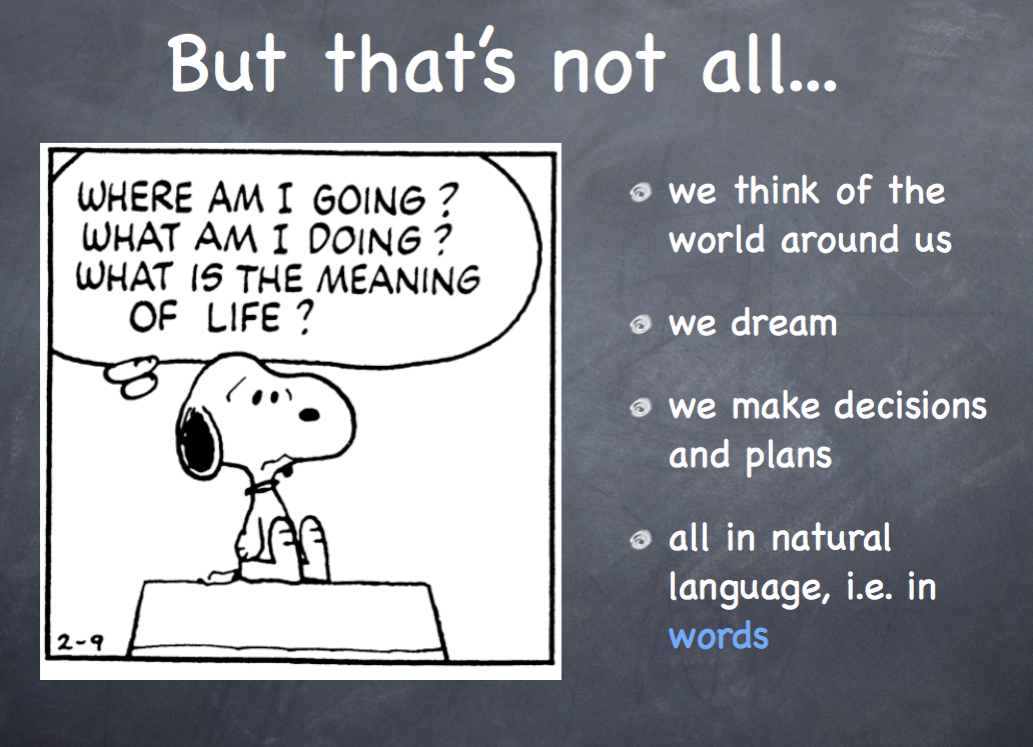 But that's not all...
WHERE AM I GOING?
WHAT AM I DOING?
WHAT IS THE MEANING
OF LIFE?
2-9
we think of the
world around us
we dream
we make decisions
and plans
all in natural
language, i.e. in
words